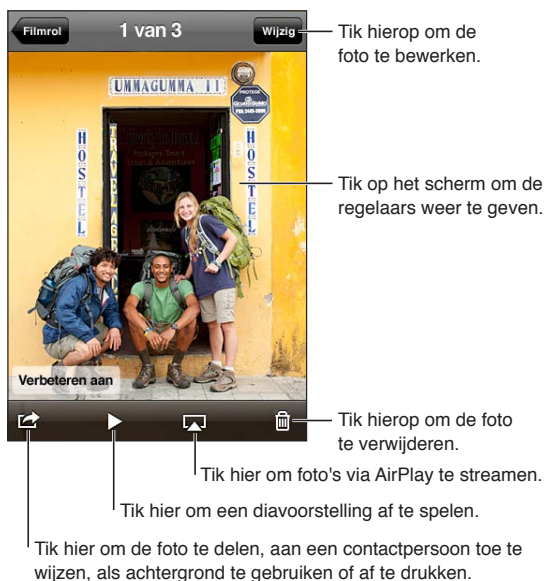 Filmrol
1 van 3
Wijzig
Tik hierop om de
foto te bewerken.
UMMAGUMMA II
PROTEGE
HOSTEL
HOSTEL
Tik op het scherm om de
regelaars weer te geven.
Verbeteren aan
Tik hierop om de foto
te verwijderen.
Tik hier om foto's via AirPlay te streamen.
Tik hier om een diavoorstelling af te spelen.
Tik hier om de foto te delen, aan een contactpersoon toe te
wijzen, als achtergrond te gebruiken of af te drukken.